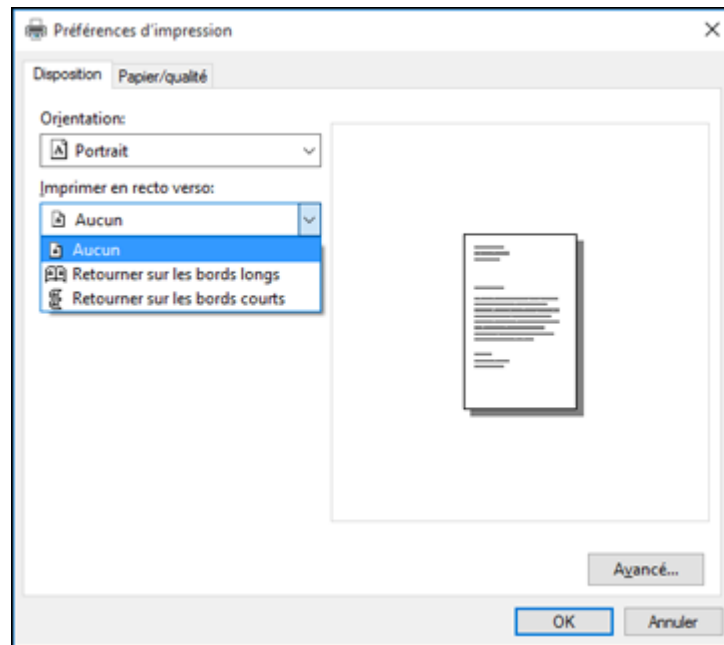 Préférences d'impression
Disposition
Papier/qualité
Orientation:
Portrait
Imprimer en recto verso:
Aucun
Aucun
Retourner sur les bords longs
Retourner sur les bords courts
Avancé...
OK
Annuler